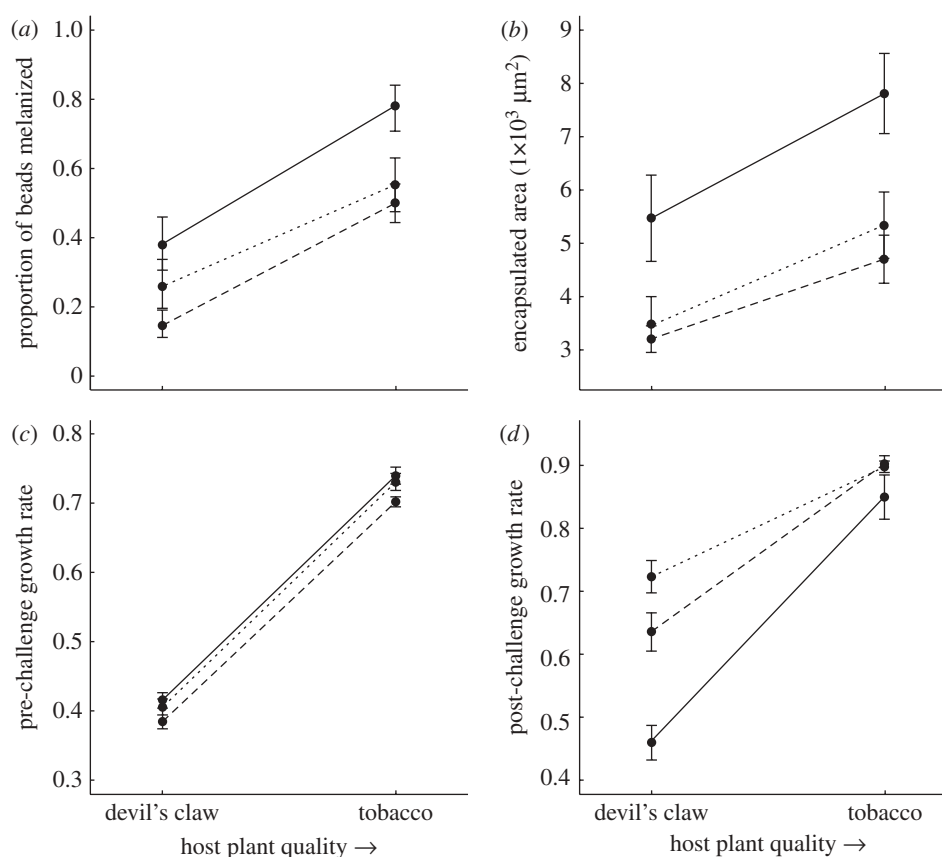 (a)
proportion of beads melanized
1.0
0.8
0.6
0.4
0.2
0
(b)
encapsulated area (1×10³ µm²)
9
8
7
6
5
4
3
(c)
pre-challenge growth rate
0.8
0.7
0.6
0.5
0.4
0.3
devil's claw tobacco
host plant quality →
(d)
post-challenge growth rate
0.9
0.8
0.7
0.6
0.5
0.4
devil's claw tobacco
host plant quality →